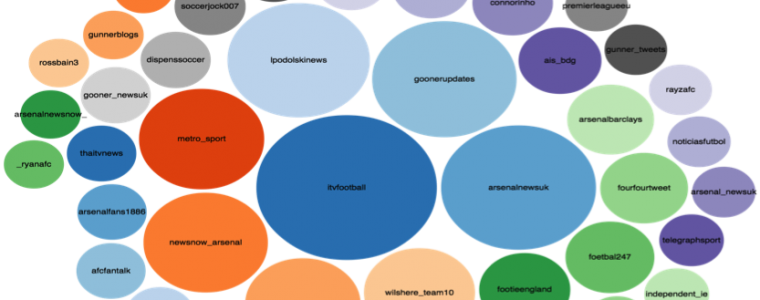 soccerjock007
connorinho
premierleagueeu
gunnerblogs
gunner_tweets
rossbain3
dispenssoccer
lpodolskinews
goonerupdates
ais_bdg
rayzafc
gooner_newsuk
arsenalnewsnow_
metro_sport
arsenalbarclays
noticiasfutbol
_ryanafc
thaitvnews
itvfootball
arsenalnewsuk
fourfourtweet
arsenal_newsuk
arsenalfans1886
newsnow_arsenal
telegraphsport
foetbal247
afcfantalk
wilshere_team10
footieengland
independent_ie